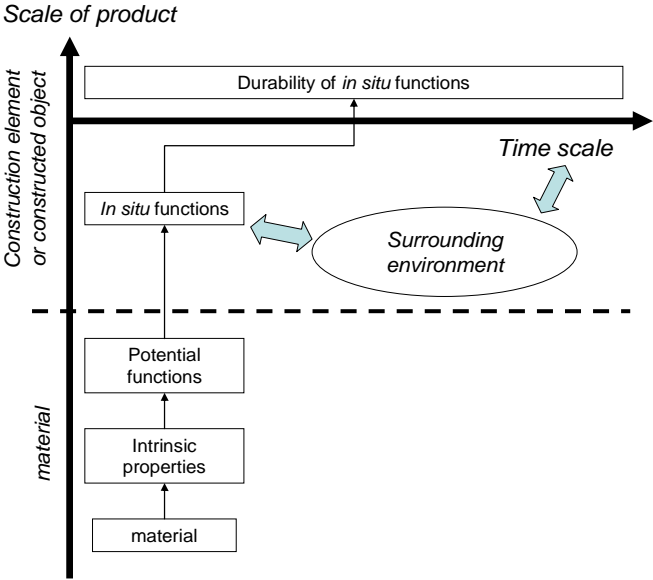 Scale of product
Construction element
or constructed object
Durability of in situ functions
Time scale
In situ functions
Surrounding
environment
Potential
functions
material
Intrinsic
properties
material